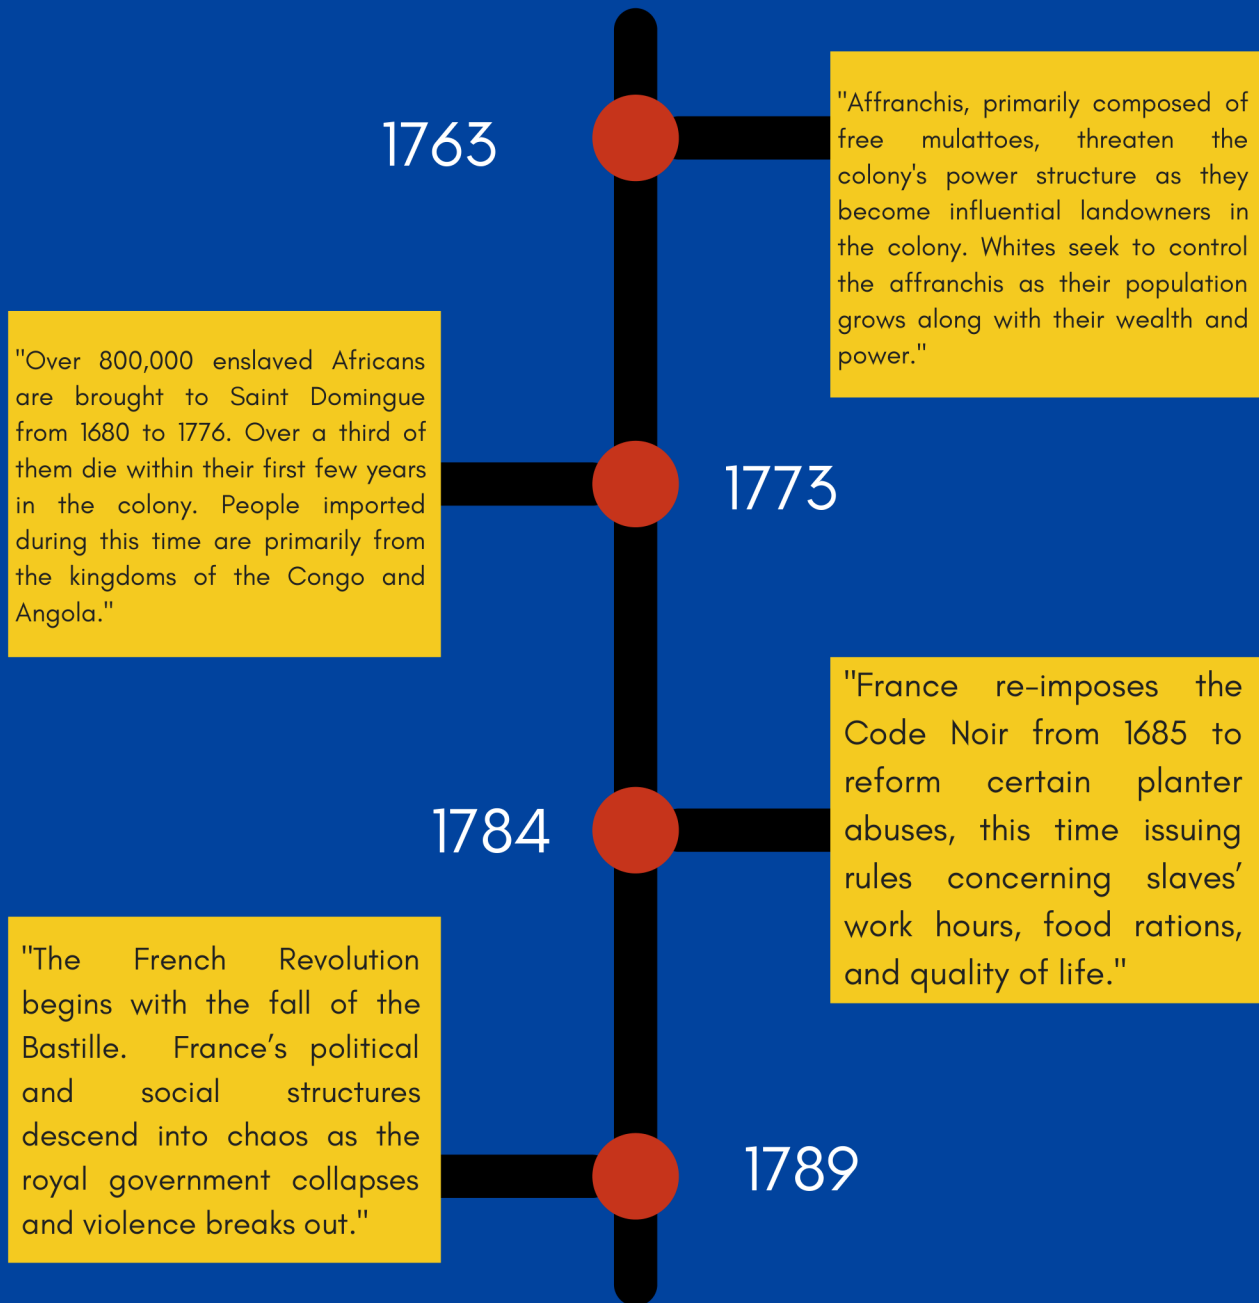 1763
"Affranchis, primarily composed of
free mulattoes, threaten the
colony's power structure as they
become influential landowners in
the colony. Whites seek to control
the affranchis as their population
grows along with their wealth and
power."
"Over 800,000 enslaved Africans
are brought to Saint Domingue
from 1680 to 1776. Over a third of
them die within their first few years
in the colony. People imported
during this time are primarily from
the kingdoms of the Congo and
Angola."
1773
1784
"France re-imposes the
Code Noir from 1685 to
reform certain planter
abuses, this time issuing
rules concerning slaves’
work hours, food rations,
and quality of life."
"The French Revolution
begins with the fall of the
Bastille. France’s political
and social structures
descend into chaos as the
royal government collapses
and violence breaks out."
1789